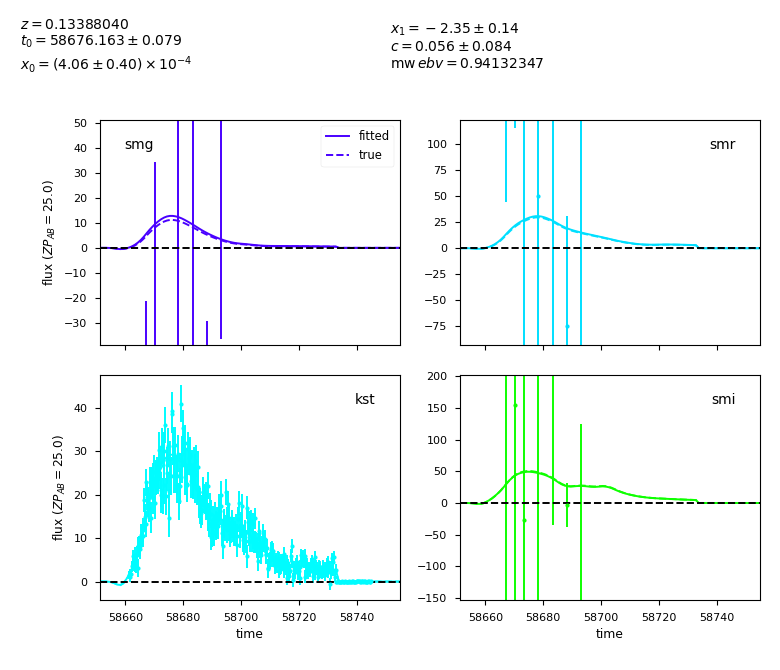 z = 0.13388040
t₀ = 58676.163 ± 0.079
x₀ = (4.06 ± 0.40) × 10⁻⁴
x₁ = −2.35 ± 0.14
c = 0.056 ± 0.084
mw ebv = 0.94132347
smg
fitted
true
50
40
30
20
10
0
−10
−20
−30
flux (ZP_AB = 25.0)
smr
100
75
50
25
0
−25
−50
−75
kst
40
30
20
10
0
flux (ZP_AB = 25.0)
58660 58680 58700 58720 58740
time
smi
200
150
100
50
0
−50
−100
−150
58660 58680 58700 58720 58740
time